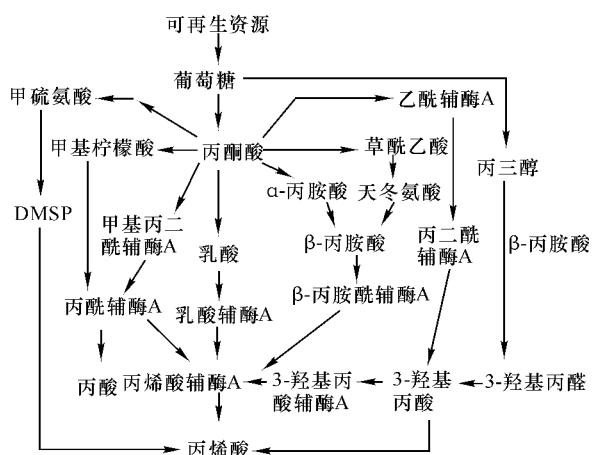 可再生资源
葡萄糖
甲硫氨酸
乙酰辅酶A
甲基柠檬酸
丙酮酸
草酰乙酸
丙三醇
α-丙胺酸
天冬氨酸
DMSP
甲基丙二
酰辅酶A
乳酸
β-丙胺酸
丙二酰
辅酶A
β-丙胺酸
丙酰辅酶A
乳酸辅酶A
β-丙胺酰辅酶A
丙酸
丙烯酸辅酶A
3-羟基丙
酸辅酶A
3-羟基
丙酸
3-羟基丙醛
丙烯酸